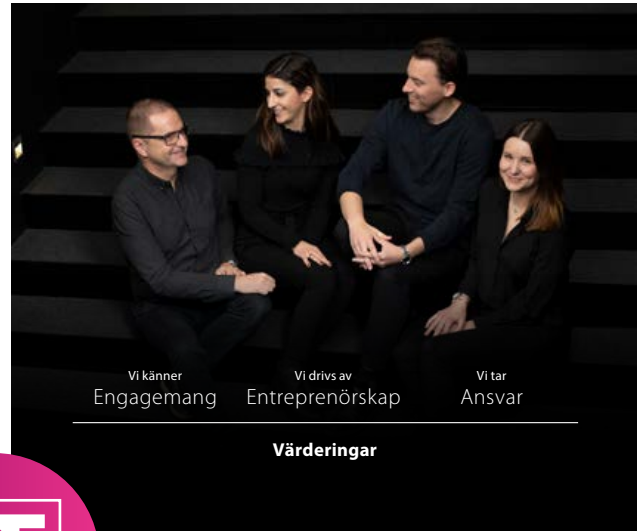 Vi känner
Engagemang
Vi drivs av
Entreprenörskap
Vi tar
Ansvar
Värderingar